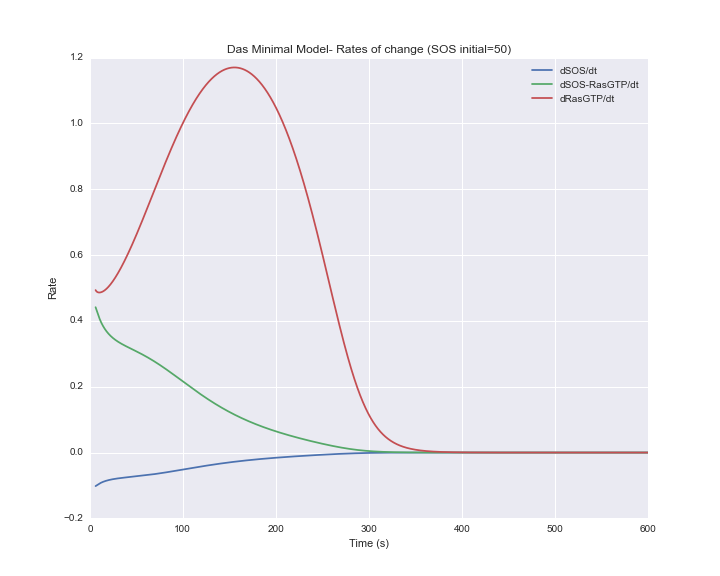 Das Minimal Model- Rates of change (SOS initial=50)
1.2
1.0
0.8
0.6
0.4
0.2
0.0
−0.2
Rate
dSOS/dt
dSOS-RasGTP/dt
dRasGTP/dt
0 100 200 300 400 500 600
Time (s)